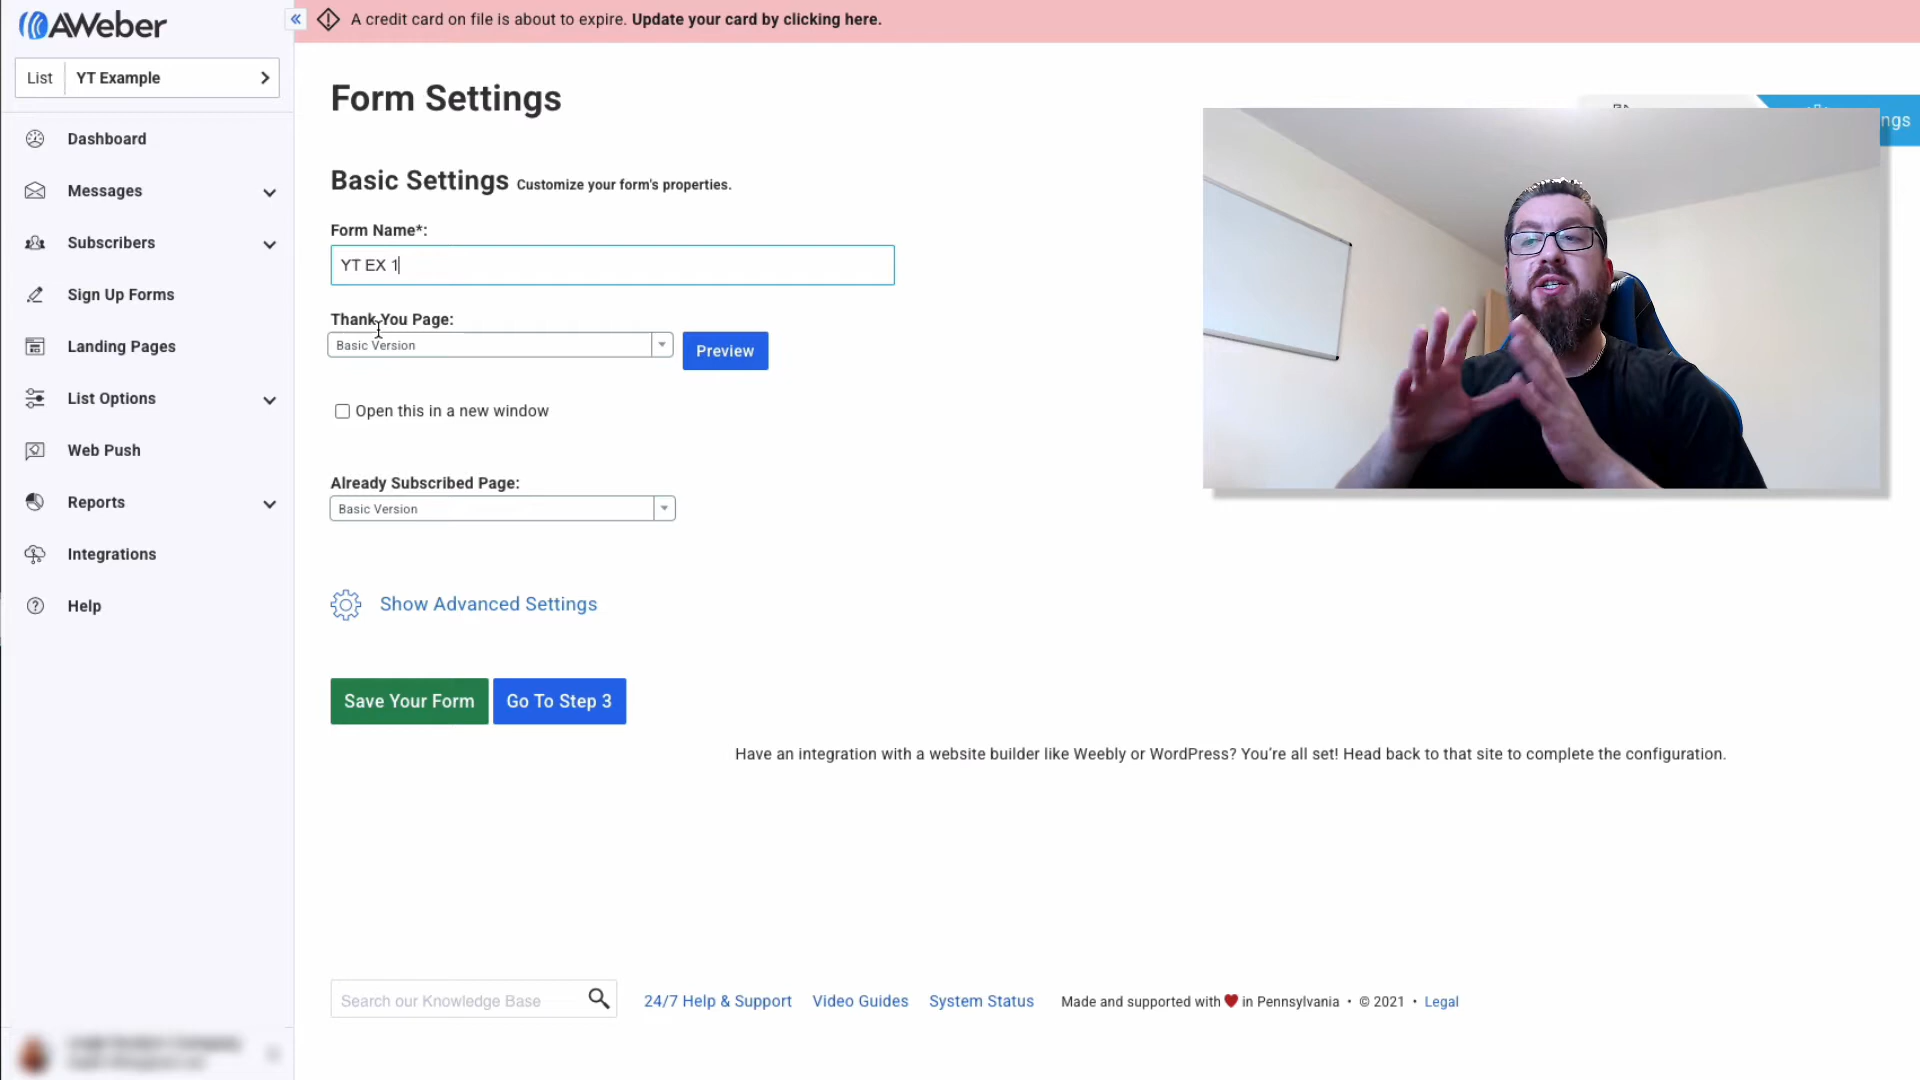 AWeber
List YT Example
Dashboard
Messages
Subscribers
Sign Up Forms
Landing Pages
List Options
Web Push
Reports
Integrations
Help
A credit card on file is about to expire. Update your card by clicking here.
Form Settings
ngs
Basic Settings Customize your form's properties.
Form Name*:
YT EX 1
Thank You Page:
Basic Version
Preview
Open this in a new window
Already Subscribed Page:
Basic Version
Show Advanced Settings
Save Your Form Go To Step 3
Have an integration with a website builder like Weebly or WordPress? You're all set! Head back to that site to complete the configuration.
Search our Knowledge Base 24/7 Help & Support Video Guides System Status Made and supported with ❤ in Pennsylvania • © 2021 • Legal